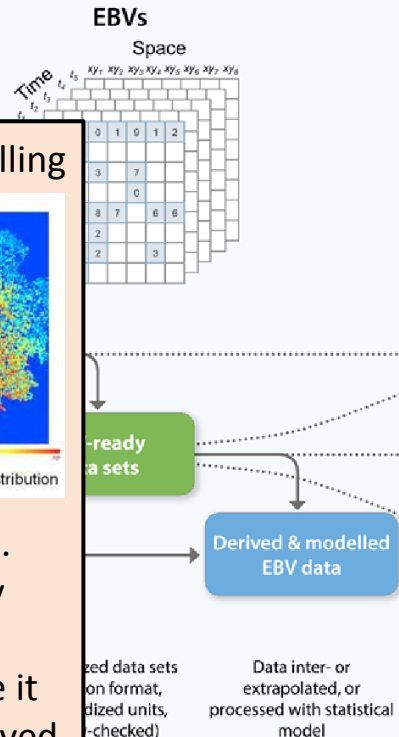 EBVs
Space
Time
t5
t4
t3
t2
xy1 xy2 xy3 xy4 xy5 xy6 xy7 xy8
0 1 9 1 2
3 7
0
8 7 6 6
2
2 3
lling
tribution
.
y
e it
ved
-ready
a sets
Derived & modelled
EBV data
zed data sets
on format,
dized units,
-checked)
Data inter- or
extrapolated, or
processed with statistical
model